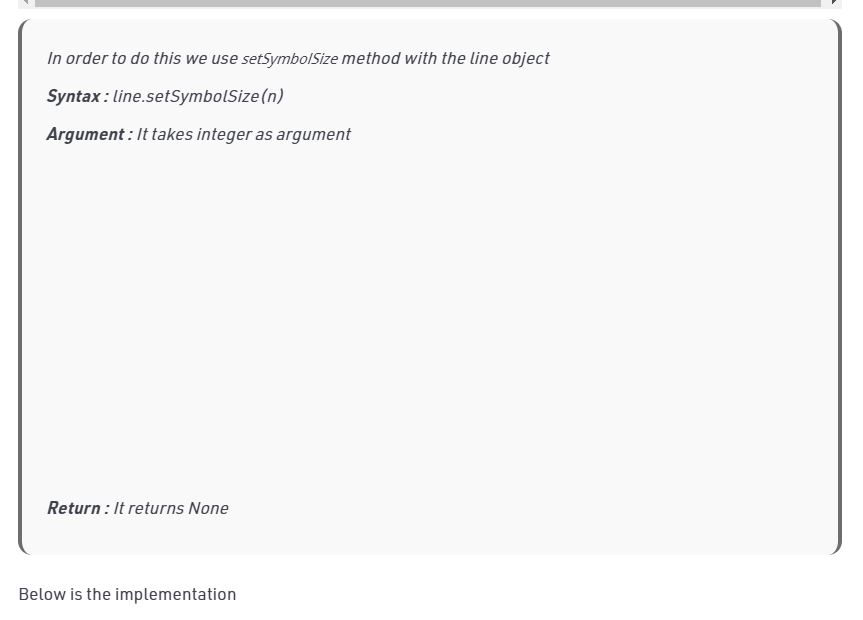 In order to do this we use setSymbolSize method with the line object
Syntax : line.setSymbolSize(n)
Argument : It takes integer as argument
Return : It returns None
Below is the implementation